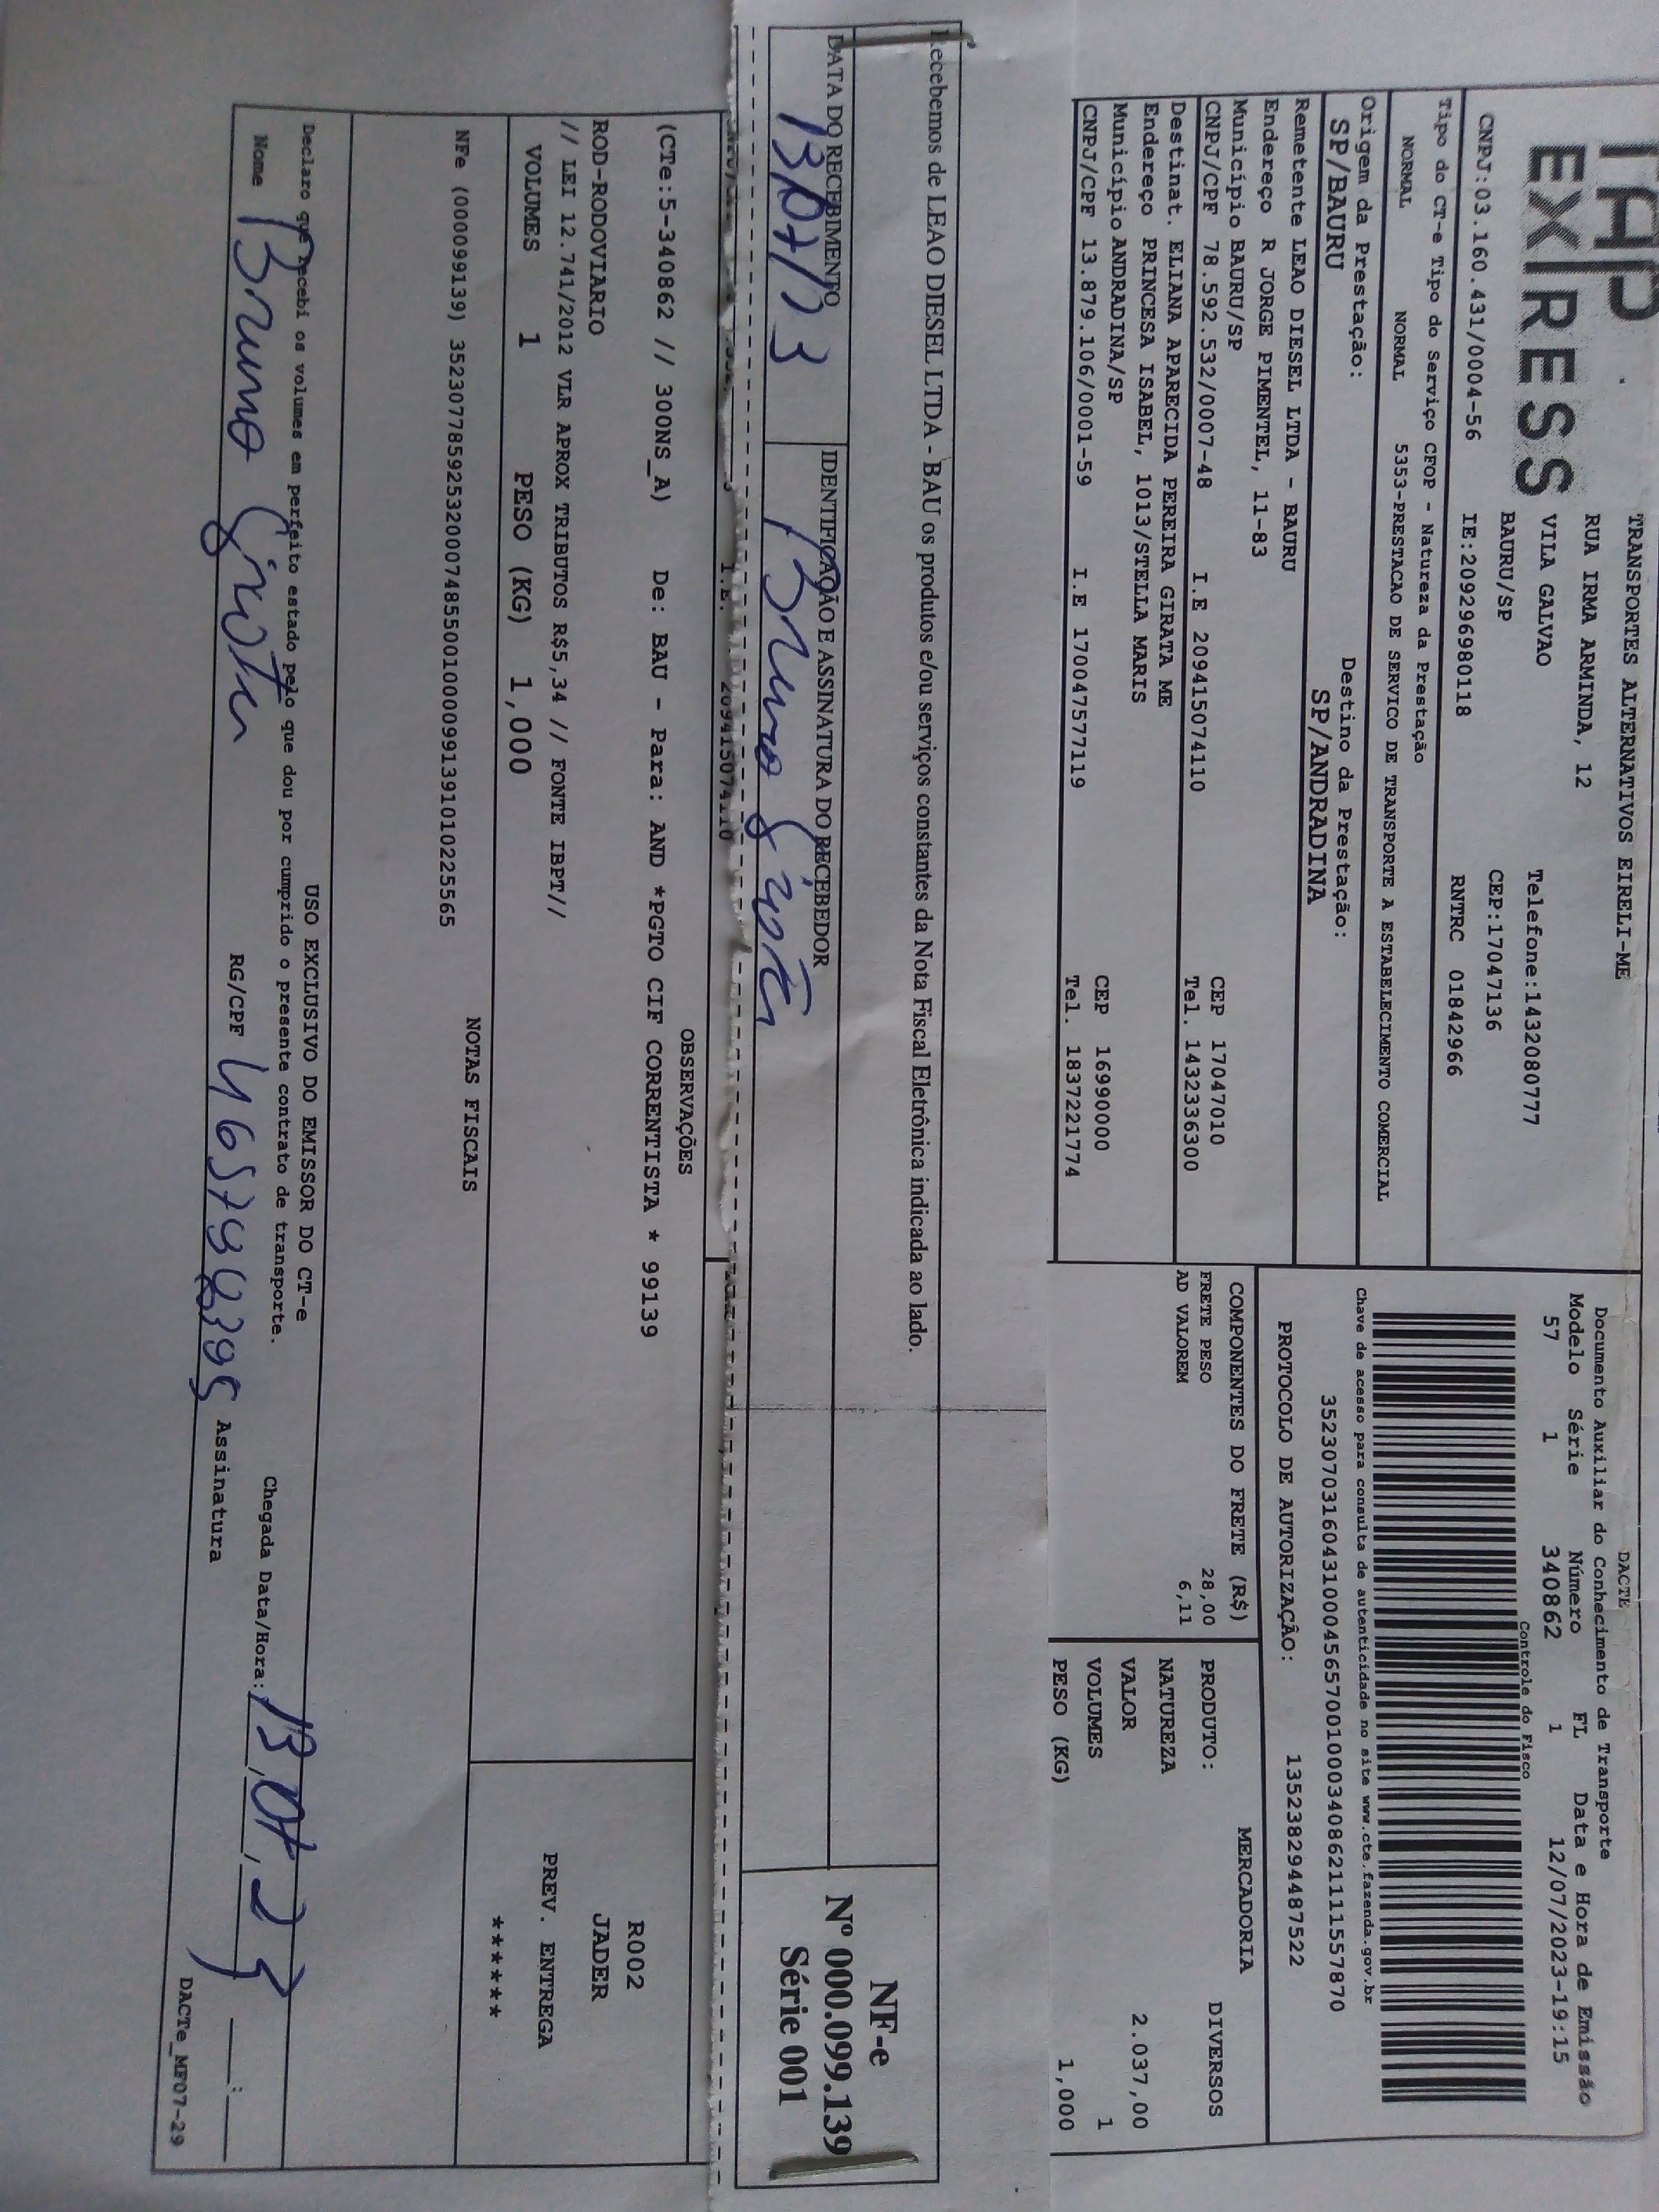 TAP
EXPRESS
TRANSPORTES ALTERNATIVOS EIRELI-ME
RUA IRMA ARMINDA, 12
VILA GALVAO Telefone:1432080777
BAURU/SP CEP:17047136
CNPJ:03.160.431/0004-56 IE:209296980118 RNTRC 01842966
Tipo do CT-e Tipo do Serviço CFOP - Natureza da Prestação
NORMAL NORMAL 5353-PRESTACAO DE SERVICO DE TRANSPORTE A ESTABELECIMENTO COMERCIAL
Origem da Prestação: Destino da Prestação:
SP/BAURU SP/ANDRADINA
Remetente LEAO DIESEL LTDA - BAURU
Endereço R JORGE PIMENTEL, 11-83
Município BAURU/SP CEP 17047010
CNPJ/CPF 78.592.532/0007-48 I.E 209415074110 Tel. 1432336300
Destinat. ELIANA APARECIDA PEREIRA GIRATA ME
Endereço PRINCESA ISABEL, 1013/STELLA MARIS
Município ANDRADINA/SP CEP 16990000
CNPJ/CPF 13.879.106/0001-59 I.E 170047577119 Tel. 1837221774
DACTE
Documento Auxiliar do Conhecimento de Transporte
Modelo Série Número FL Data e Hora de Emissão
57 1 340862 1 12/07/2023-19:15
Controle do Fisco
Chave de acesso para consulta de autenticidade no site www.cte.fazenda.gov.br
35230703160431000456570010003408621111557870
PROTOCOLO DE AUTORIZAÇÃO: 135238294487522
COMPONENTES DO FRETE (R$)
FRETE PESO 28,00
AD VALOREM 6,11
MERCADORIA
PRODUTO: DIVERSOS
NATUREZA
VALOR 2.037,00
VOLUMES 1
PESO (KG) 1,000
Recebemos de LEAO DIESEL LTDA - BAU os produtos e/ou serviços constantes da Nota Fiscal Eletrônica indicada ao lado.
DATA DO RECEBIMENTO IDENTIFICAÇÃO E ASSINATURA DO RECEBEDOR
Bruno
NF-e
Nº 000.099.139
Série 001
I.E. 209415074110
OBSERVAÇÕES
(CTe:5-340862 // 300NS_A) De: BAU - Para: AND *PGTO CIF CORRENTISTA * 99139
ROD-RODOVIARIO
// LEI 12.741/2012 VLR APROX TRIBUTOS R$5,34 // FONTE IBPT//
VOLUMES 1 PESO (KG) 1,000
R002
JADER
PREV. ENTREGA
******
NOTAS FISCAIS
NFe (000099139) 35230778592532000748550010000991391010225565
USO EXCLUSIVO DO EMISSOR DO CT-e
Declaro que recebi os volumes em perfeito estado pelo que dou por cumprido o presente contrato de transporte.
Chegada Data/Hora: 13,07,23 __:__
Nome Bruno RG/CPF Assinatura
DACTe_MF07-29